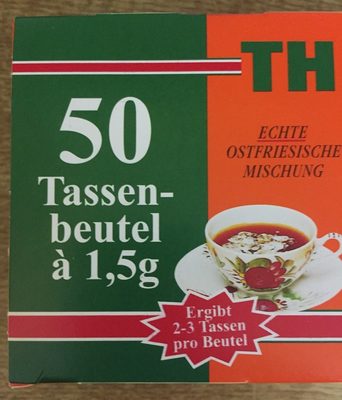 50
Tassen-
beutel
à 1,5g
TH
ECHTE
OSTFRIESISCHE
MISCHUNG
Ergibt
2-3 Tassen
pro Beutel